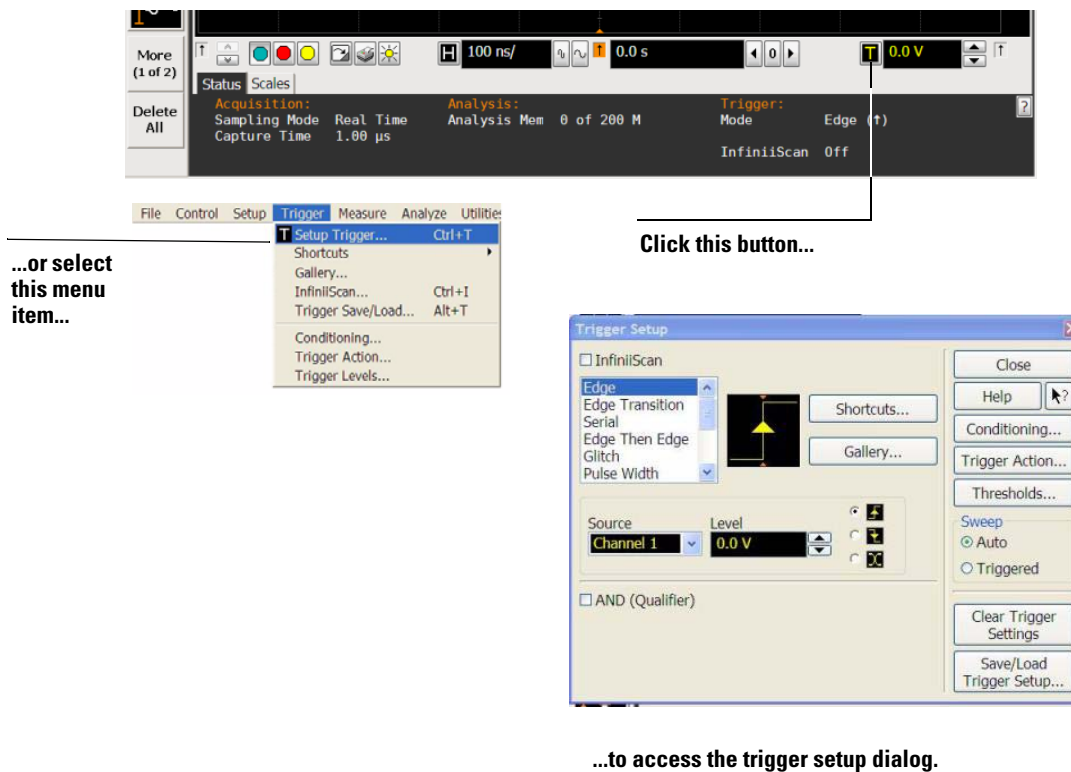 More
(1 of 2)
Delete
All
H 100 ns/ 0.0 s 0 T 0.0 V
Status Scales
Acquisition: Analysis: Trigger: ?
Sampling Mode Real Time Analysis Mem 0 of 200 M Mode Edge (↑)
Capture Time 1.00 µs
InfiniiScan Off
File Control Setup Trigger Measure Analyze Utilities
T Setup Trigger... Ctrl+T
Shortcuts
Gallery...
InfiniiScan... Ctrl+I
Trigger Save/Load... Alt+T
Conditioning...
Trigger Action...
Trigger Levels...
...or select
this menu
item...
Click this button...
Trigger Setup
InfiniiScan
Edge
Edge Transition
Serial
Edge Then Edge
Glitch
Pulse Width
Shortcuts...
Gallery...
Source Level
Channel 1 0.0 V
AND (Qualifier)
Close
Help ?
Conditioning...
Trigger Action...
Thresholds...
Sweep
Auto
Triggered
Clear Trigger
Settings
Save/Load
Trigger Setup...
...to access the trigger setup dialog.